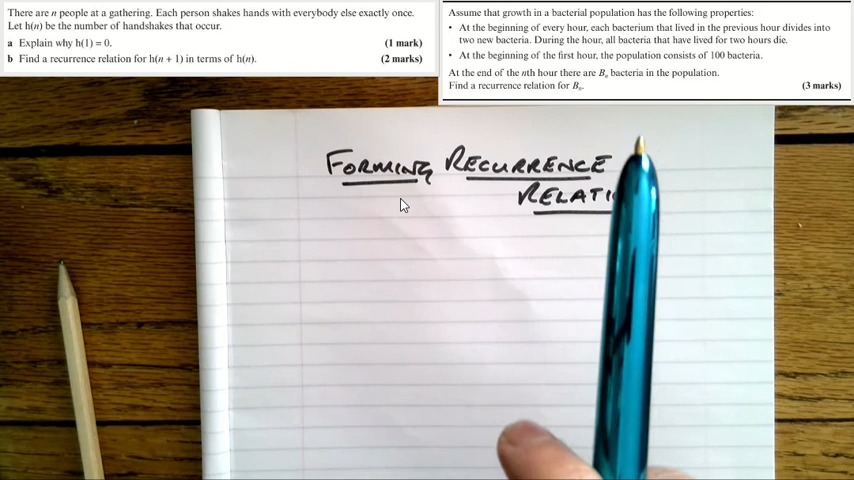 There are n people at a gathering. Each person shakes hands with everybody else exactly once.
Let h(n) be the number of handshakes that occur.
a Explain why h(1) = 0. (1 mark)
b Find a recurrence relation for h(n + 1) in terms of h(n). (2 marks)
Assume that growth in a bacterial population has the following properties:
• At the beginning of every hour, each bacterium that lived in the previous hour divides into
two new bacteria. During the hour, all bacteria that have lived for two hours die.
• At the beginning of the first hour, the population consists of 100 bacteria.
At the end of the nth hour there are Bₙ bacteria in the population.
Find a recurrence relation for Bₙ. (3 marks)
FORMING RECURRENCE